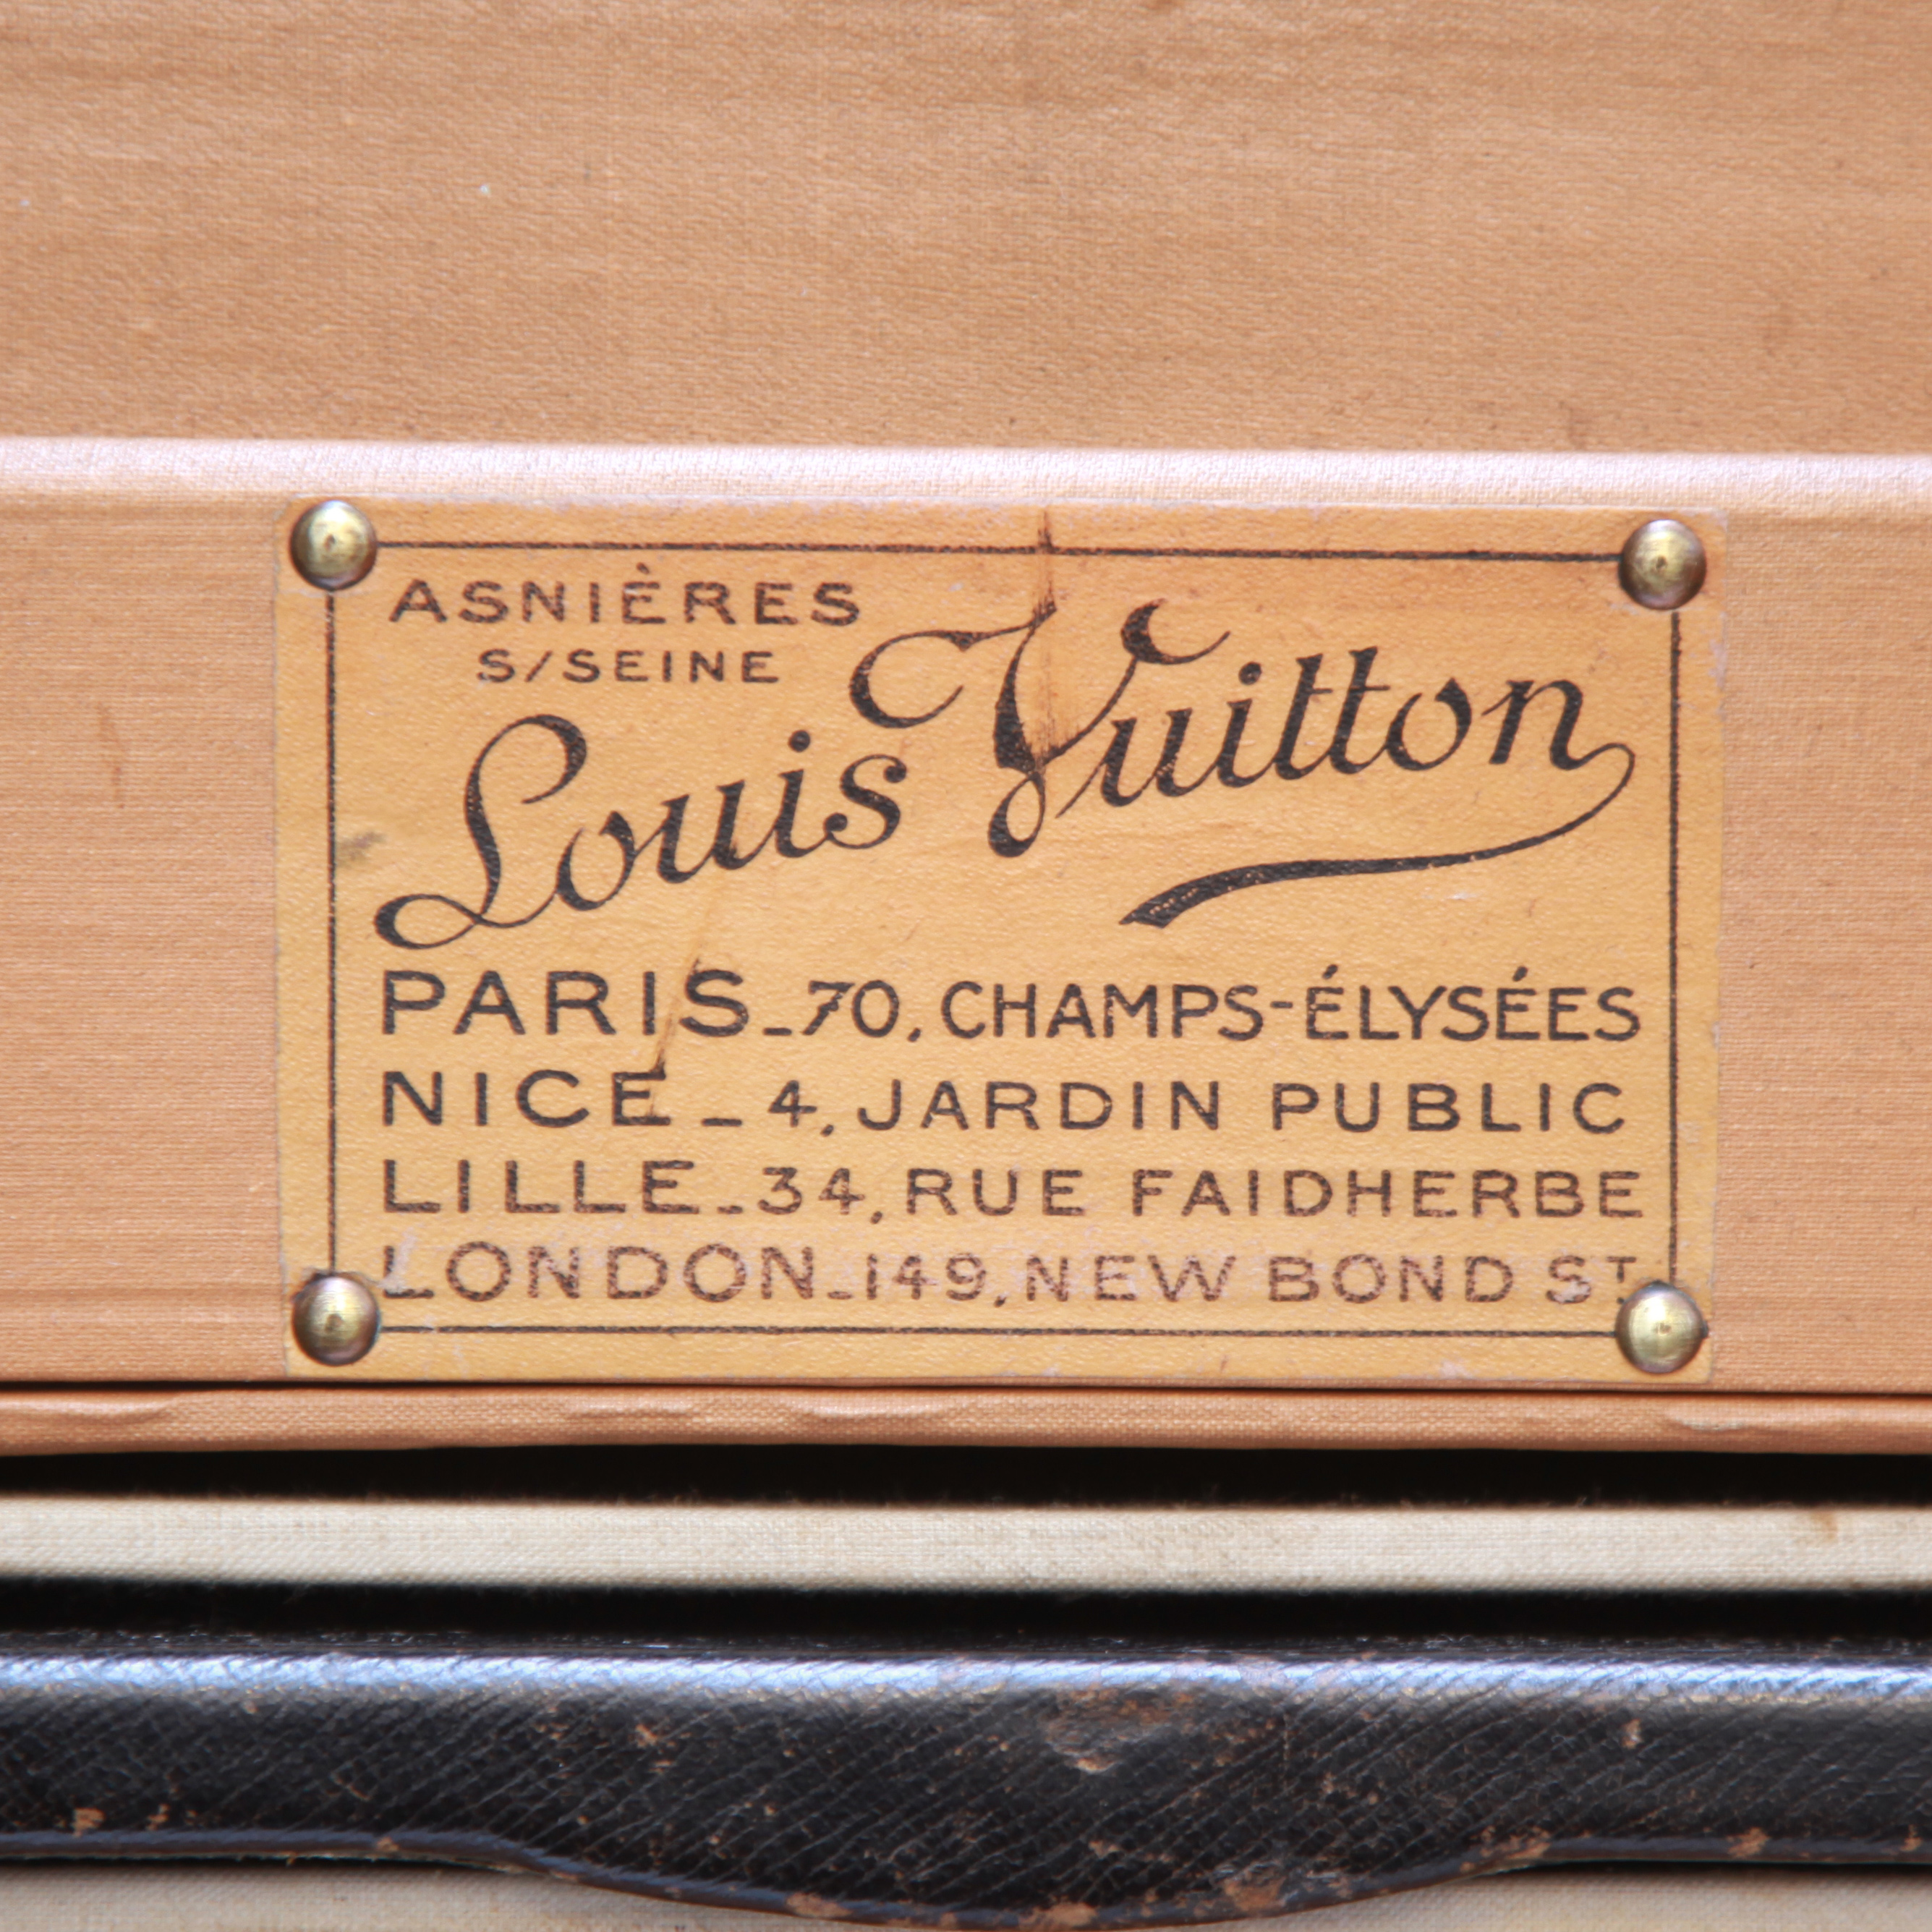 ASNIÈRES
S/SEINE
Louis Vuitton
PARIS_70, CHAMPS-ÉLYSÉES
NICE_4, JARDIN PUBLIC
LILLE_34, RUE FAIDHERBE
LONDON_149, NEW BOND ST.